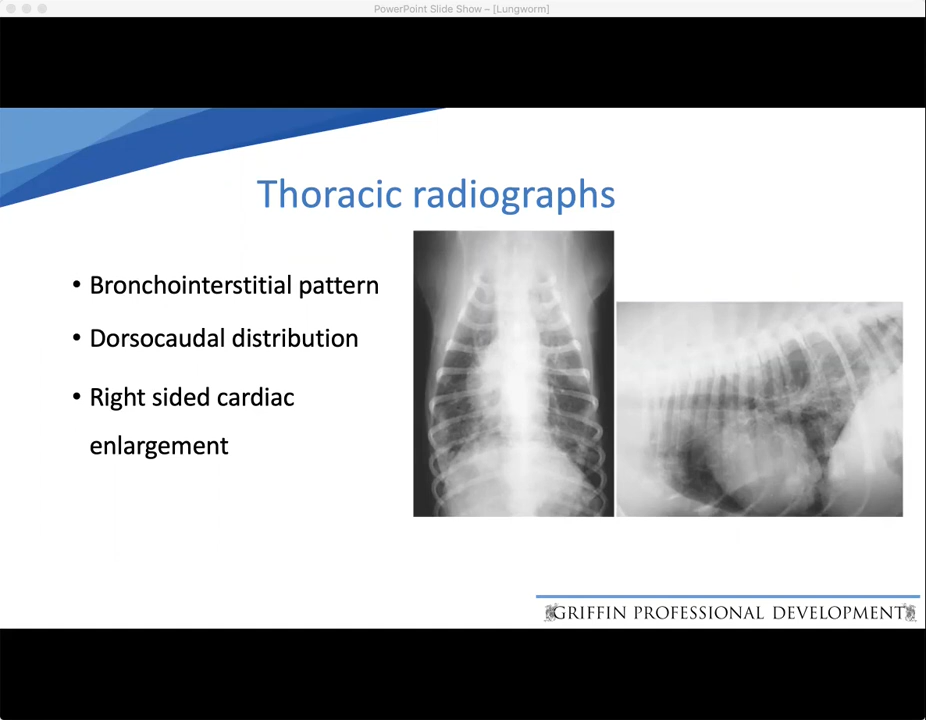 PowerPoint Slide Show – [Lungworm]
Thoracic radiographs
• Bronchointerstitial pattern
• Dorsocaudal distribution
• Right sided cardiac
enlargement
GRIFFIN PROFESSIONAL DEVELOPMENT